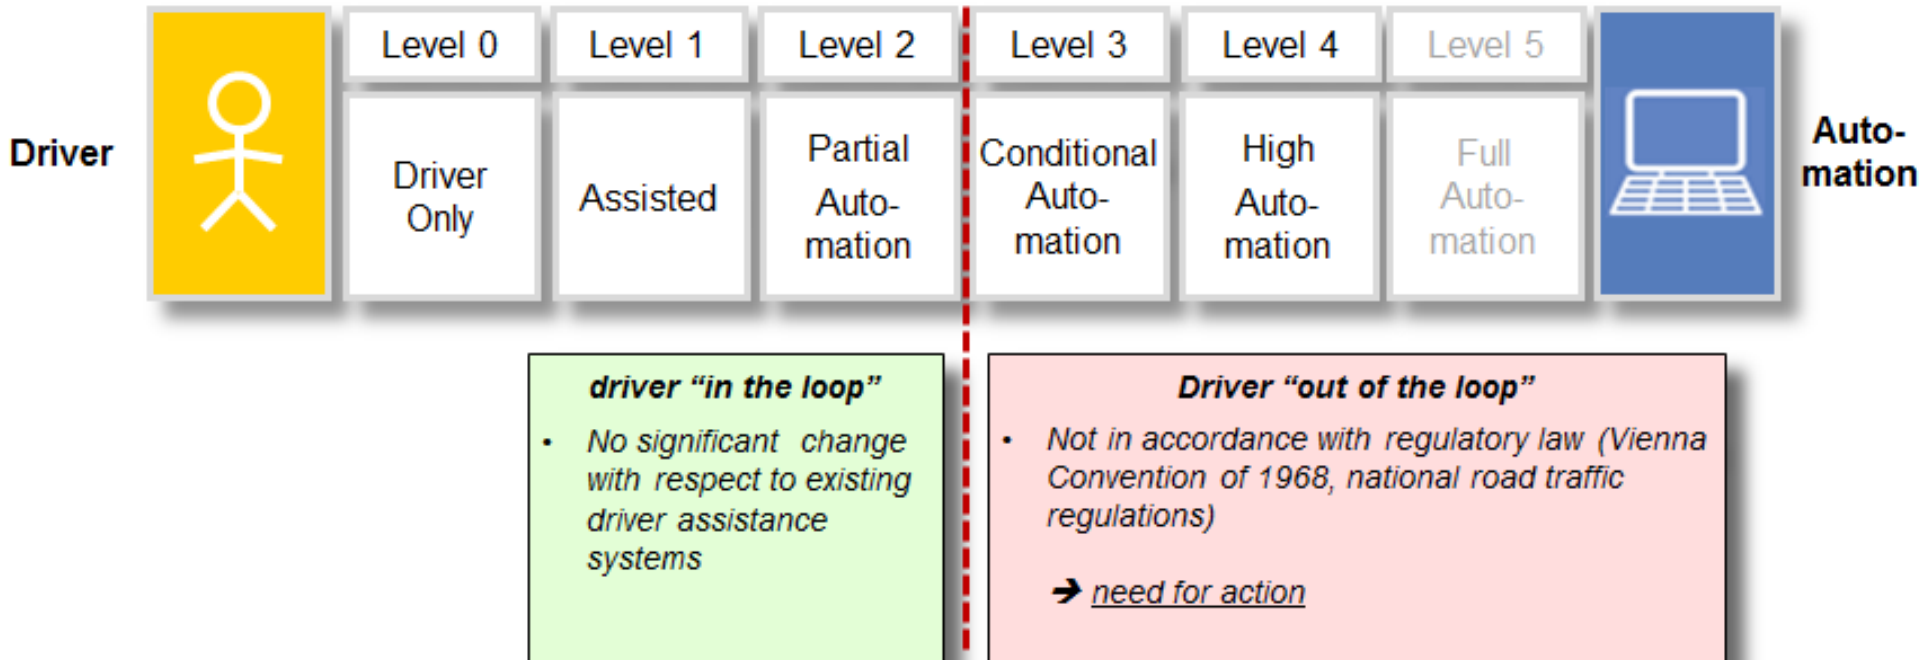 Driver
Level 0
Level 1
Level 2
Level 3
Level 4
Level 5
Driver
Only
Assisted
Partial
Auto-
mation
Conditional
Auto-
mation
High
Auto-
mation
Full
Auto-
mation
Auto-
mation
driver “in the loop”
• No significant change
with respect to existing
driver assistance
systems
Driver “out of the loop”
• Not in accordance with regulatory law (Vienna
Convention of 1968, national road traffic
regulations)
➔ need for action